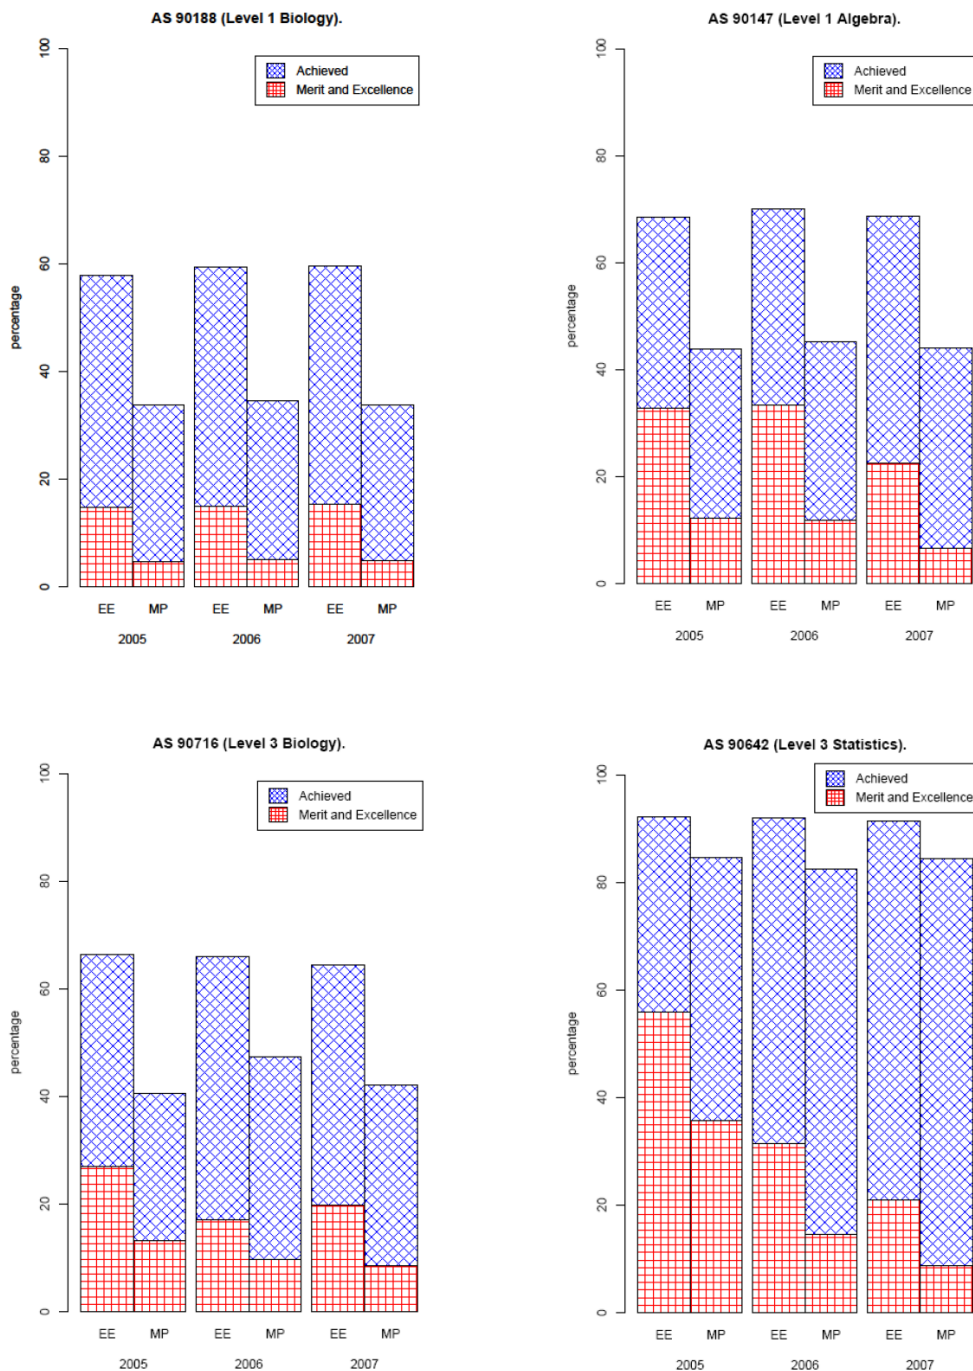 AS 90188 (Level 1 Biology).
100
80
60
40
20
0
percentage
Achieved
Merit and Excellence
EE MP EE MP EE MP
2005 2006 2007
AS 90147 (Level 1 Algebra).
100
80
60
40
20
0
percentage
Achieved
Merit and Excellence
EE MP EE MP EE MP
2005 2006 2007
AS 90716 (Level 3 Biology).
100
80
60
40
20
0
percentage
Achieved
Merit and Excellence
EE MP EE MP EE MP
2005 2006 2007
AS 90642 (Level 3 Statistics).
100
80
60
40
20
0
percentage
Achieved
Merit and Excellence
EE MP EE MP EE MP
2005 2006 2007